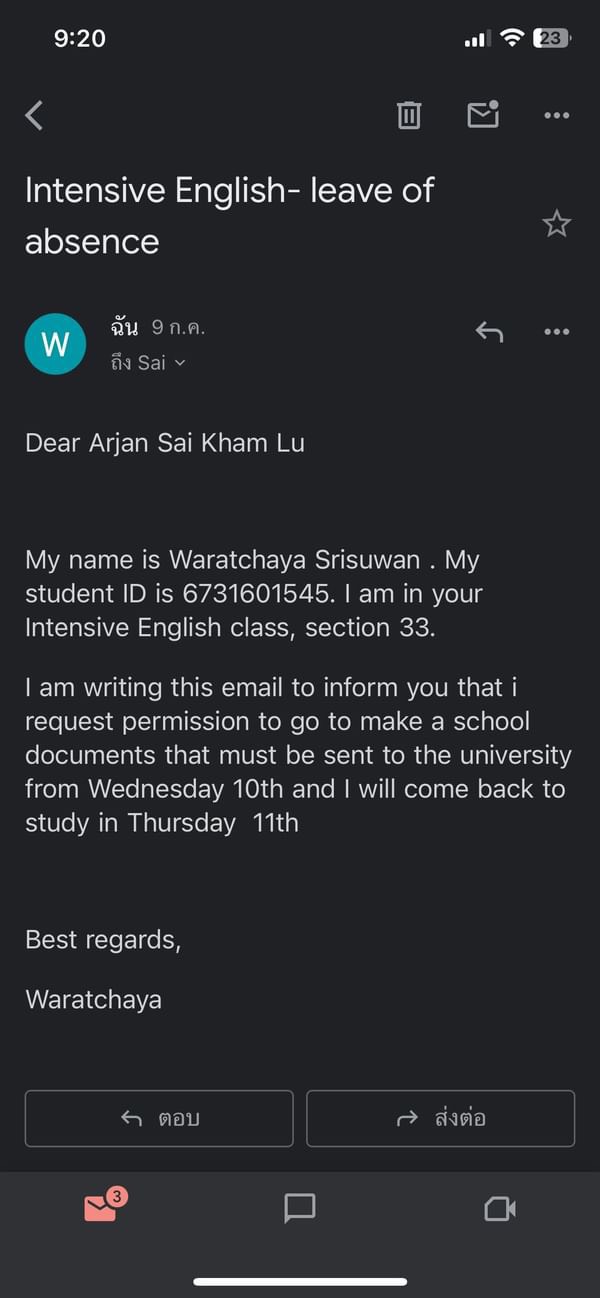 9:20
23
Intensive English- leave of
absence
W
ฉัน 9 ก.ค.
ถึง Sai
Dear Arjan Sai Kham Lu
My name is Waratchaya Srisuwan . My
student ID is 6731601545. I am in your
Intensive English class, section 33.
I am writing this email to inform you that i
request permission to go to make a school
documents that must be sent to the university
from Wednesday 10th and I will come back to
study in Thursday  11th
Best regards,
Waratchaya
ตอบ
ส่งต่อ
3